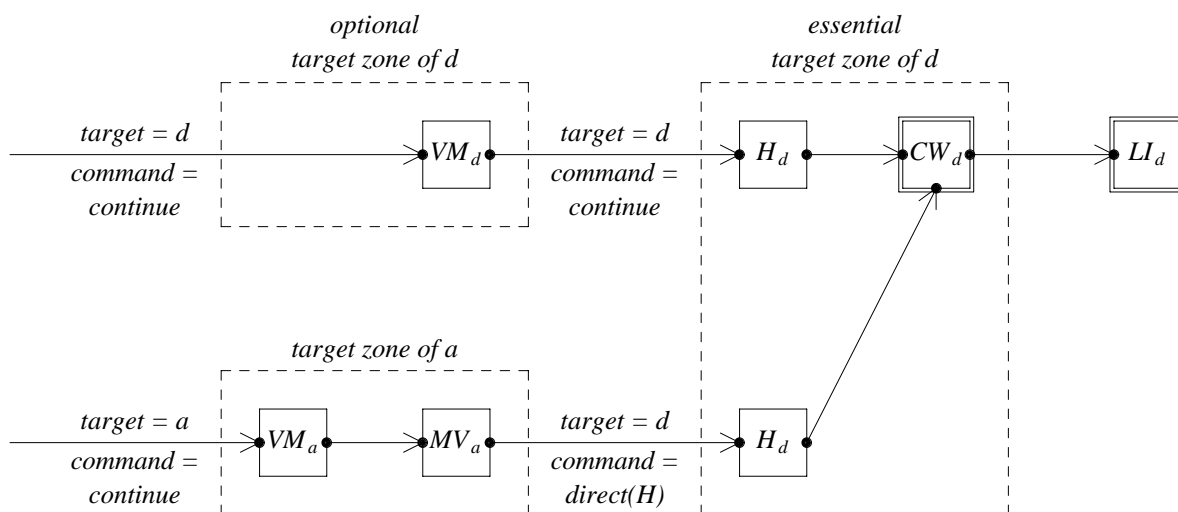 optional
target zone of d
essential
target zone of d
target = d
command =
continue
VM_d
target = d
command =
continue
H_d
CW_d
LI_d
target zone of a
target = a
command =
continue
VM_a
MV_a
target = d
command =
direct(H)
H_d